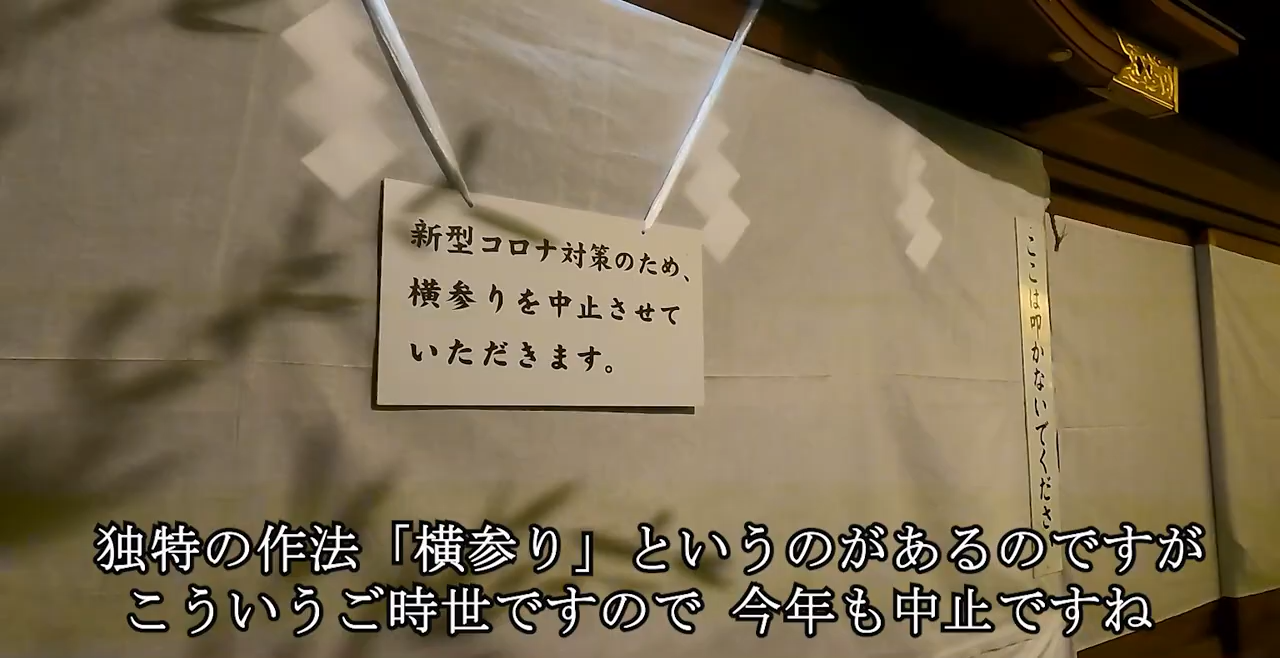 新型コロナ対策のため、
横参りを中止させて
いただきます。
ここは叩かないでくださ
独特の作法「横参り」というのがあるのですが
こういうご時世ですので 今年も中止ですね